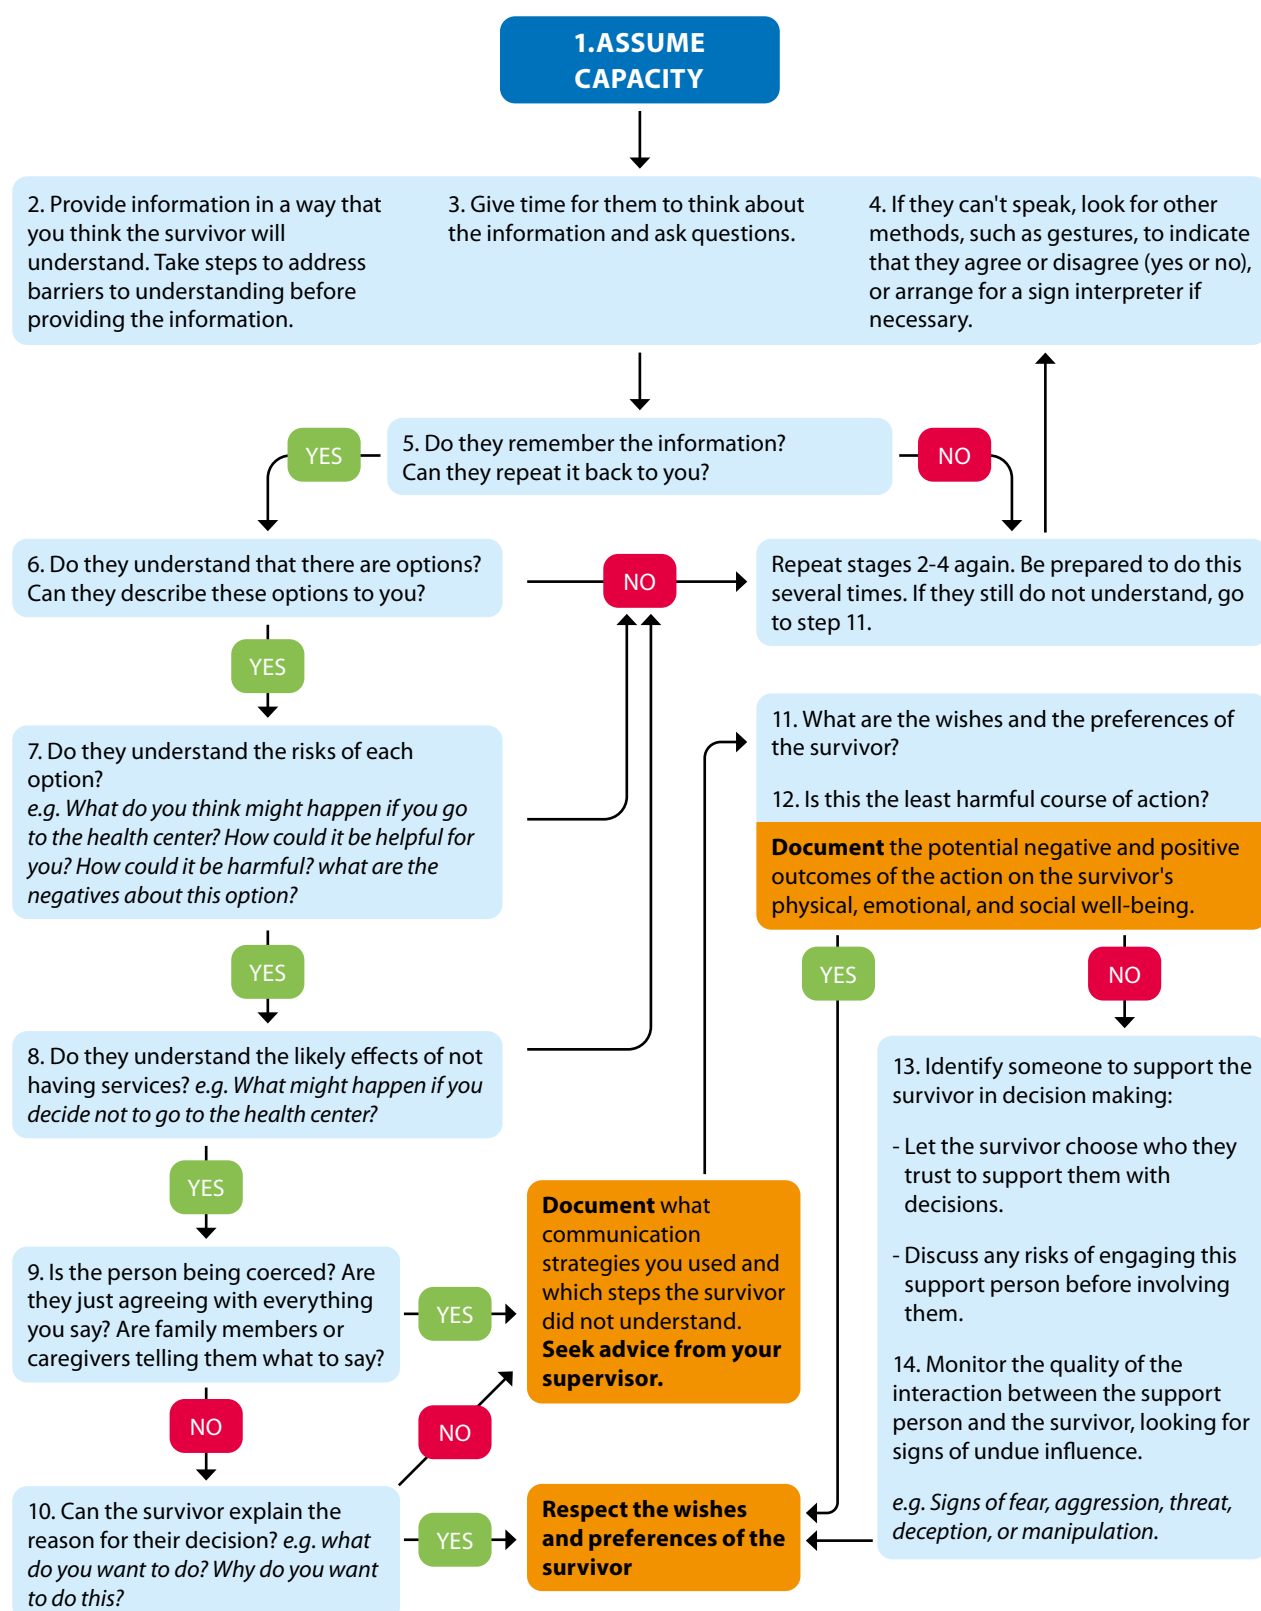 1.ASSUME
CAPACITY
2. Provide information in a way that
you think the survivor will
understand. Take steps to address
barriers to understanding before
providing the information.
3. Give time for them to think about
the information and ask questions.
4. If they can't speak, look for other
methods, such as gestures, to indicate
that they agree or disagree (yes or no),
or arrange for a sign interpreter if
necessary.
YES
5. Do they remember the information?
Can they repeat it back to you?
NO
6. Do they understand that there are options?
Can they describe these options to you?
NO
Repeat stages 2-4 again. Be prepared to do this
several times. If they still do not understand, go
to step 11.
YES
7. Do they understand the risks of each
option?
e.g. What do you think might happen if you go
to the health center? How could it be helpful for
you? How could it be harmful? what are the
negatives about this option?
11. What are the wishes and the preferences of
the survivor?
12. Is this the least harmful course of action?
Document the potential negative and positive
outcomes of the action on the survivor's
physical, emotional, and social well-being.
YES
YES
NO
8. Do they understand the likely effects of not
having services? e.g. What might happen if you
decide not to go to the health center?
13. Identify someone to support the
survivor in decision making:
- Let the survivor choose who they
trust to support them with
decisions.
- Discuss any risks of engaging this
support person before involving
them.
14. Monitor the quality of the
interaction between the support
person and the survivor, looking for
signs of undue influence.
e.g. Signs of fear, aggression, threat,
deception, or manipulation.
YES
Document what
communication
strategies you used and
which steps the survivor
did not understand.
Seek advice from your
supervisor.
9. Is the person being coerced? Are
they just agreeing with everything
you say? Are family members or
caregivers telling them what to say?
YES
NO
NO
10. Can the survivor explain the
reason for their decision? e.g. what
do you want to do? Why do you want
to do this?
YES
Respect the wishes
and preferences of the
survivor